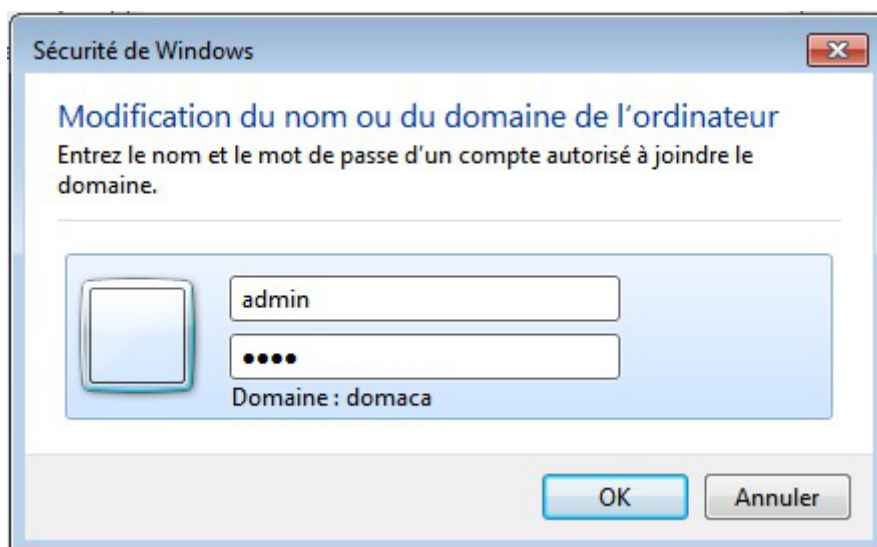 Sécurité de Windows
Modification du nom ou du domaine de l'ordinateur
Entrez le nom et le mot de passe d'un compte autorisé à joindre le
domaine.
admin
••••
Domaine : domaca
OK
Annuler